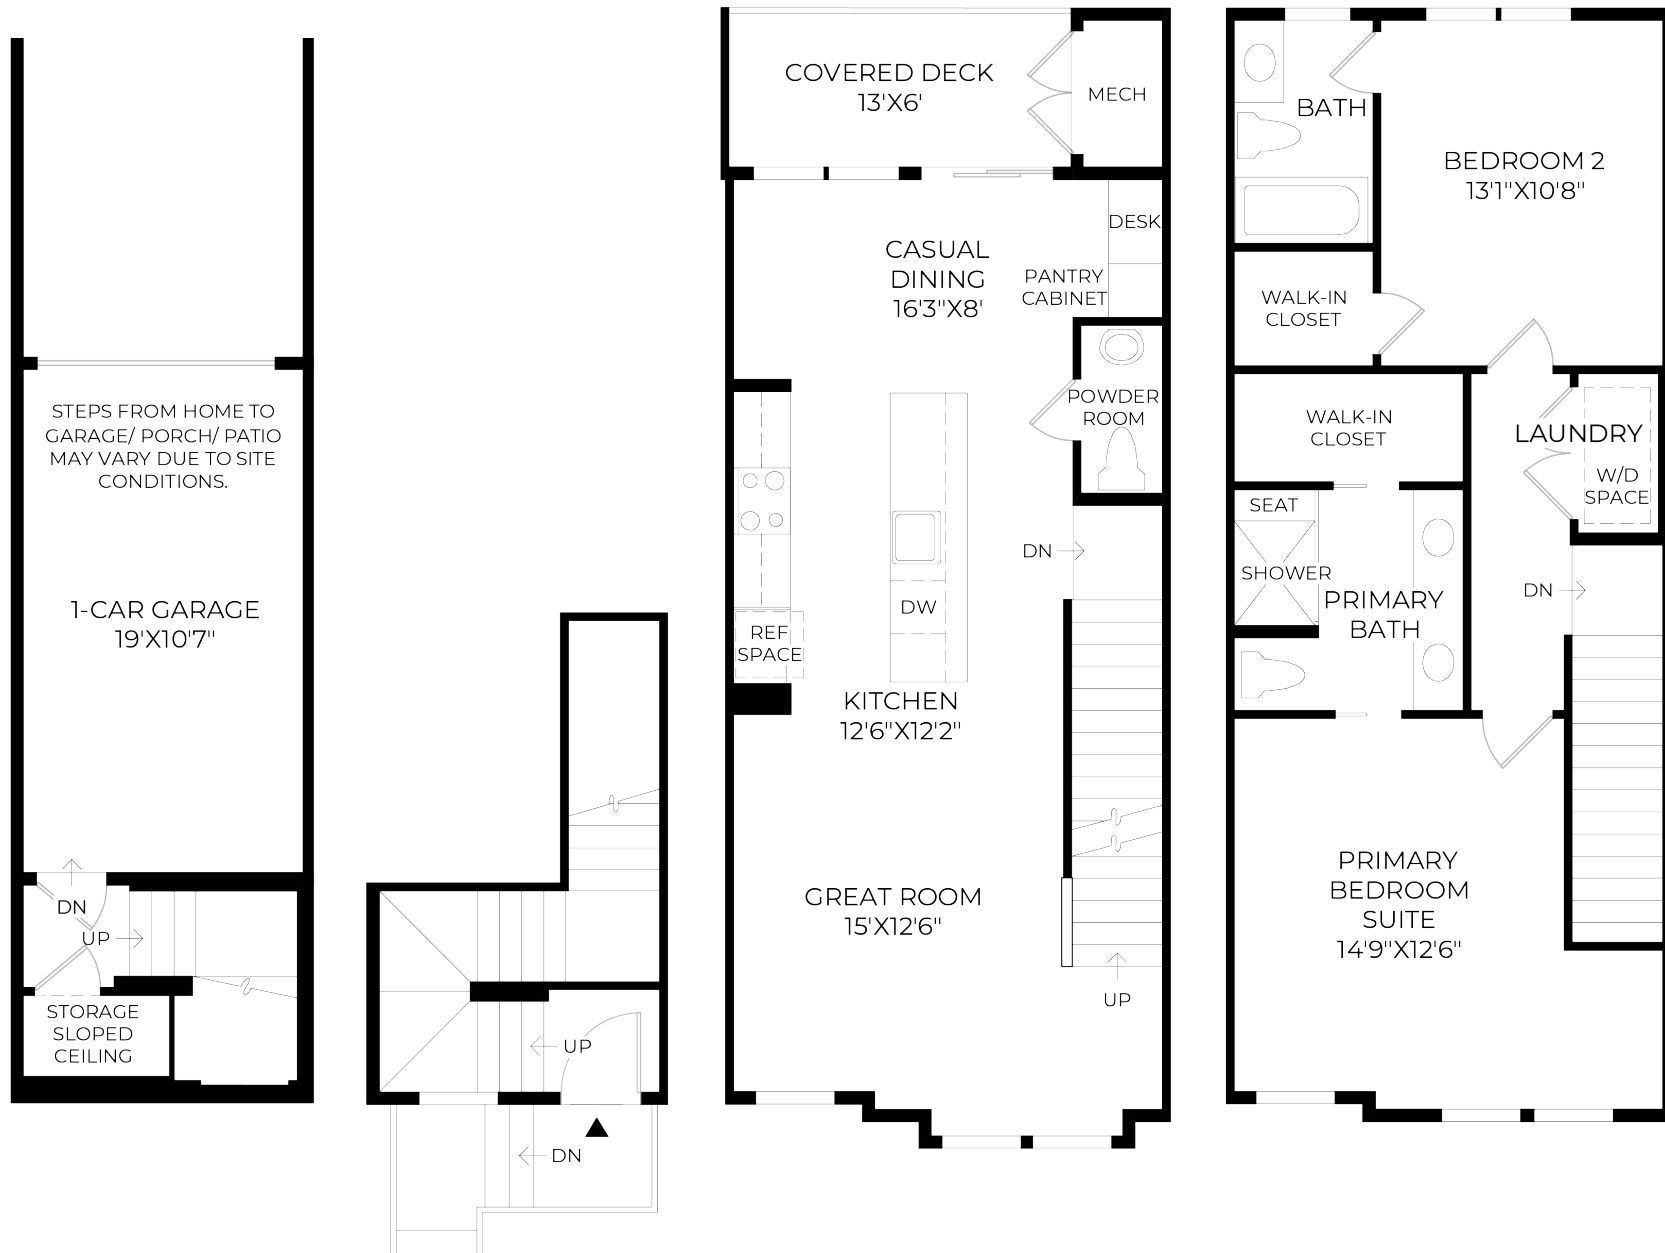 STEPS FROM HOME TO
GARAGE/ PORCH/ PATIO
MAY VARY DUE TO SITE
CONDITIONS.
1-CAR GARAGE
19'X10'7"
DN
UP
STORAGE
SLOPED
CEILING
UP
DN
COVERED DECK
13'X6'
MECH
DESK
CASUAL
DINING
16'3"X8'
PANTRY
CABINET
POWDER
ROOM
DN
DW
REF
SPACE
KITCHEN
12'6"X12'2"
GREAT ROOM
15'X12'6"
UP
BATH
BEDROOM 2
13'1"X10'8"
WALK-IN
CLOSET
WALK-IN
CLOSET
LAUNDRY
W/D
SPACE
SEAT
SHOWER
PRIMARY
BATH
DN
PRIMARY
BEDROOM
SUITE
14'9"X12'6"